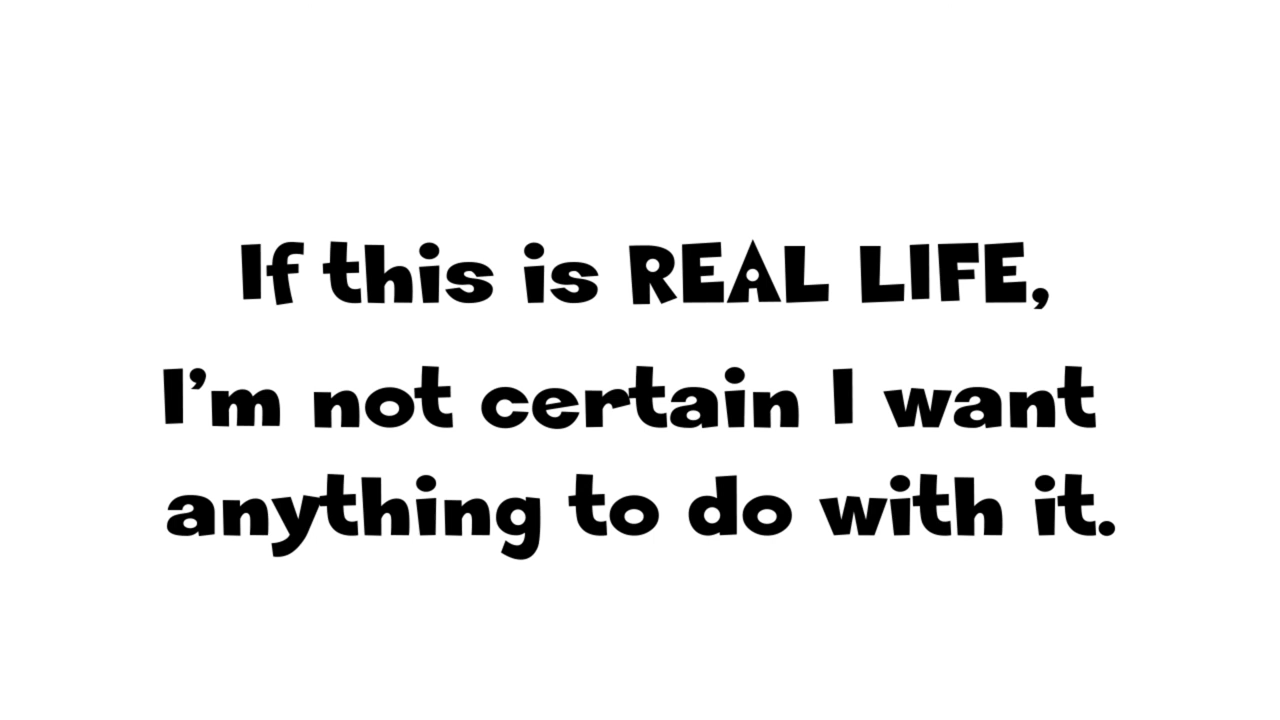 If this is REAL LIFE,
I’m not certain I want
anything to do with it.